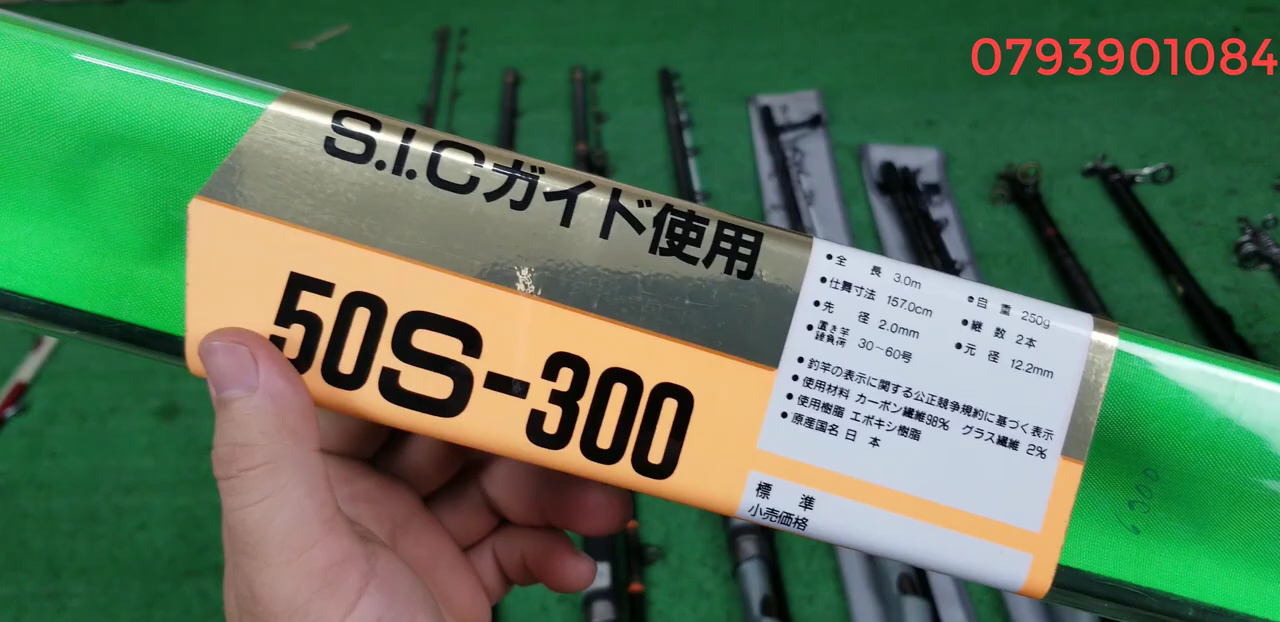 0793901084
S.I.Cガイド使用
50S-300
●全長 3.0m
●自重 250g
●仕舞寸法 157.0cm
●継数 2本
●先径 2.0mm
●元径 12.2mm
●置き竿
錘負荷 30〜60号
●釣竿の表示に関する公正競争規約に基づく表示
●使用材料 カーボン繊維98% グラス繊維 2%
●使用樹脂 エポキシ樹脂
●原産国名 日本
標準
小売価格
6300